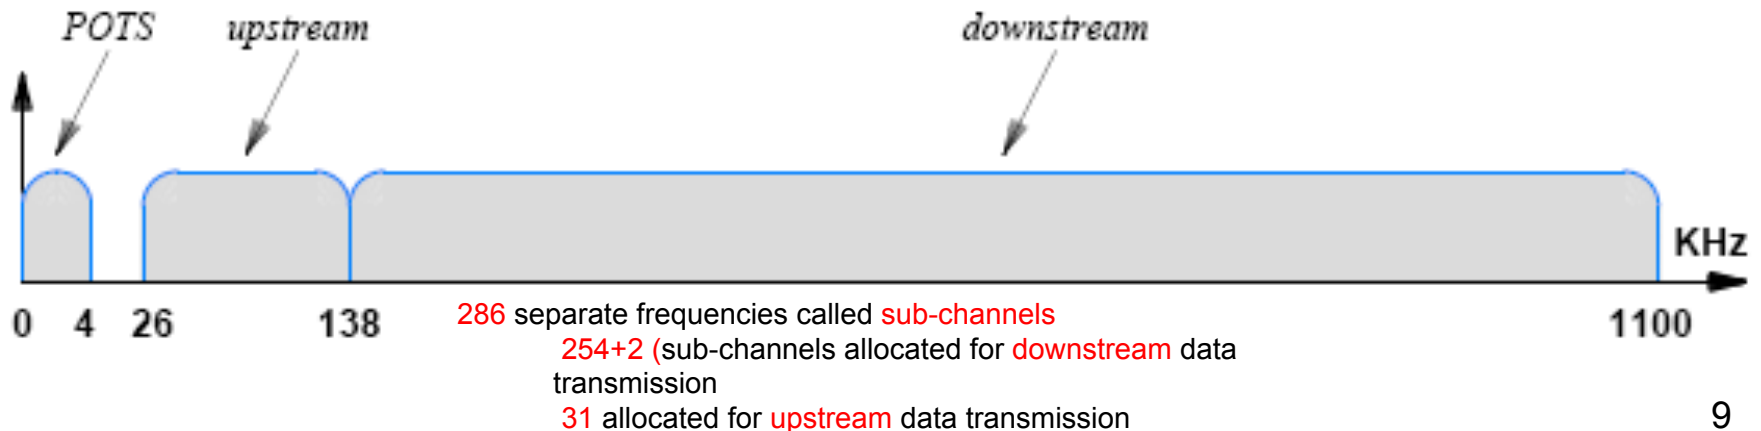 POTS upstream downstream
KHz
0 4 26 138 1100
286 separate frequencies called sub-channels
254+2 (sub-channels allocated for downstream data
transmission
31 allocated for upstream data transmission
9